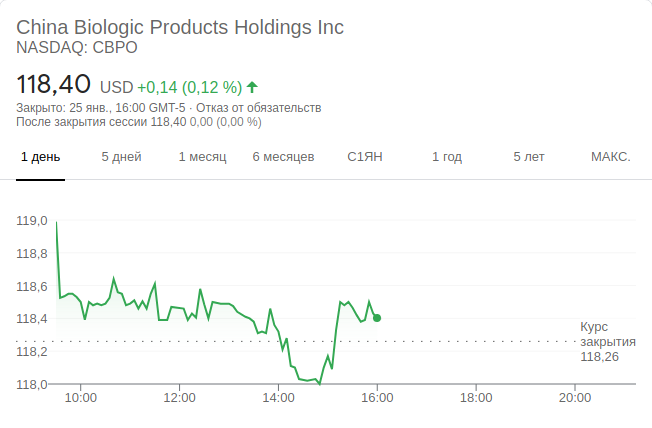 China Biologic Products Holdings Inc
NASDAQ: CBPO
118,40 USD +0,14 (0,12 %)
Закрыто: 25 янв., 16:00 GMT-5 · Отказ от обязательств
После закрытия сессии 118,40 0,00 (0,00 %)
1 день 5 дней 1 месяц 6 месяцев С1ЯН 1 год 5 лет МАКС.
119,0
118,8
118,6
118,4
118,2
118,0
Курс
закрытия
118,26
10:00 12:00 14:00 16:00 18:00 20:00